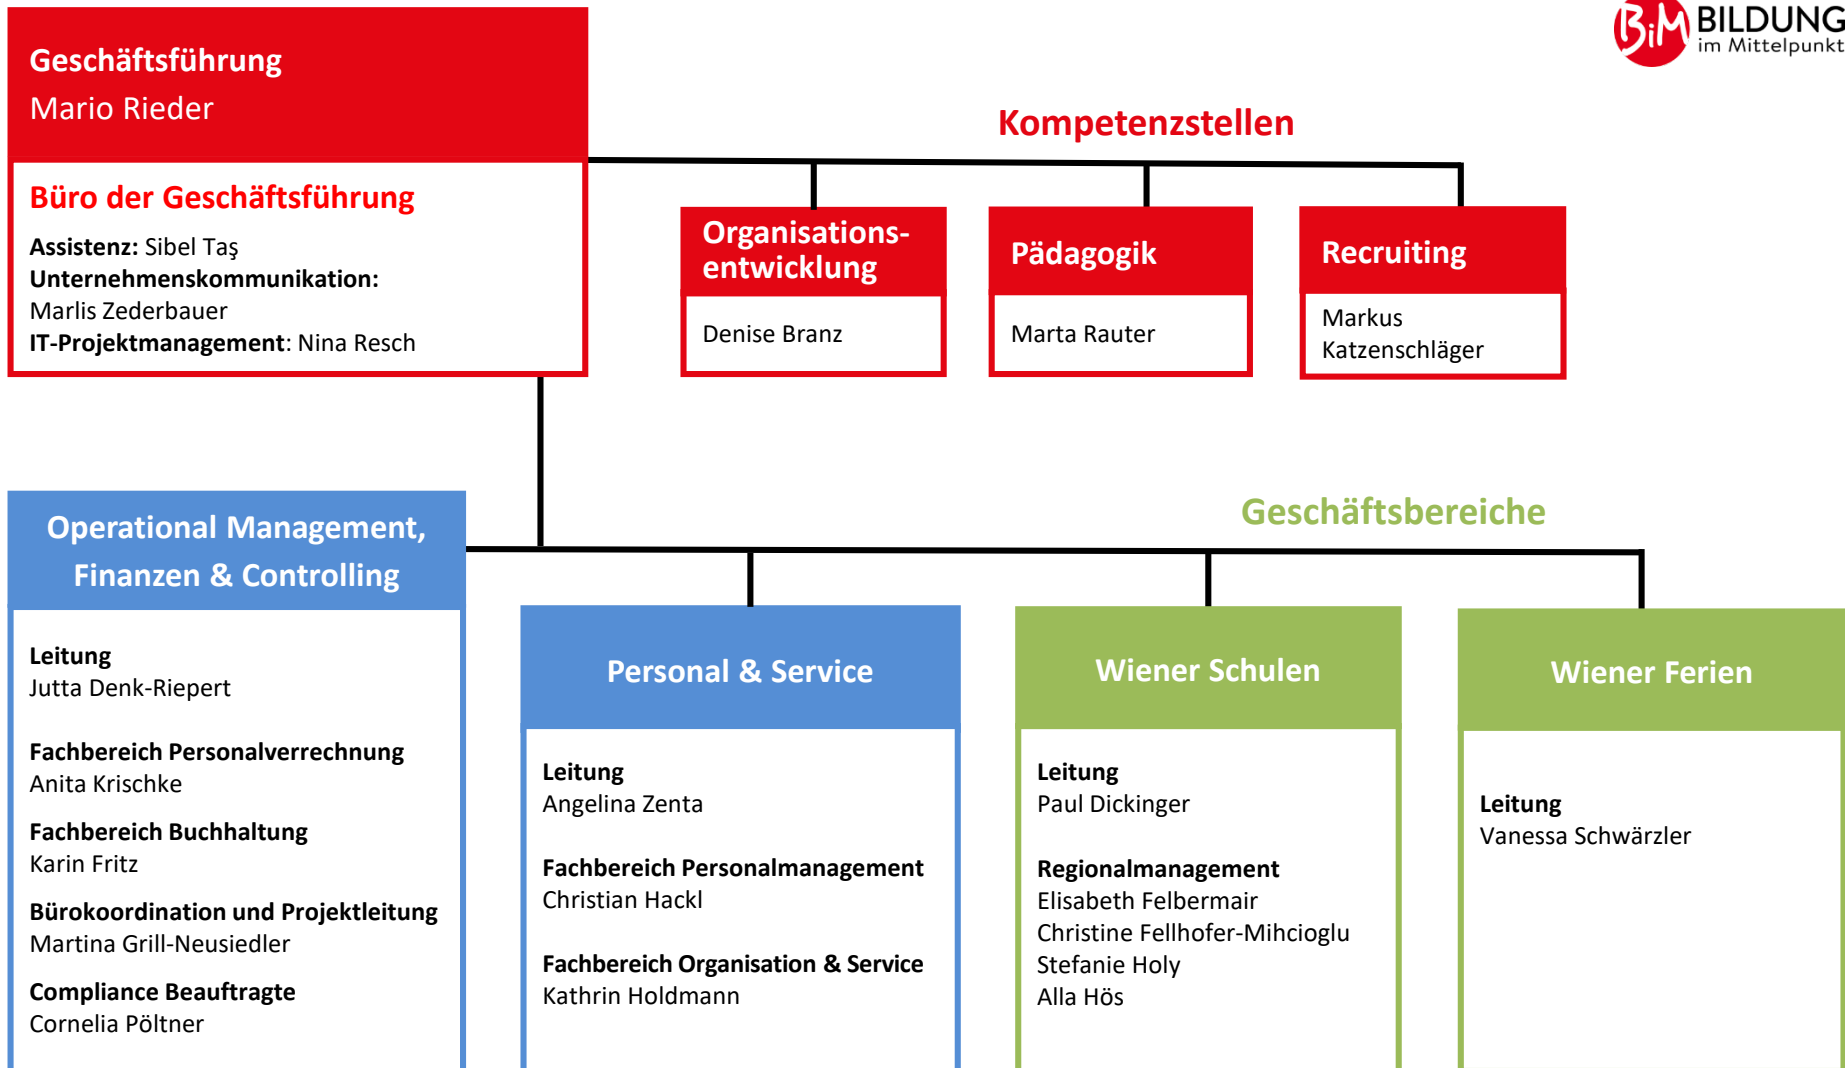 BiM BILDUNG
im Mittelpunkt
Geschäftsführung
Mario Rieder
Büro der Geschäftsführung
Assistenz: Sibel Taş
Unternehmenskommunikation:
Marlis Zederbauer
IT-Projektmanagement: Nina Resch
Kompetenzstellen
Organisations-
entwicklung
Denise Branz
Pädagogik
Marta Rauter
Recruiting
Markus
Katzenschläger
Geschäftsbereiche
Operational Management,
Finanzen & Controlling
Leitung
Jutta Denk-Riepert
Fachbereich Personalverrechnung
Anita Krischke
Fachbereich Buchhaltung
Karin Fritz
Bürokoordination und Projektleitung
Martina Grill-Neusiedler
Compliance Beauftragte
Cornelia Pöltner
Personal & Service
Leitung
Angelina Zenta
Fachbereich Personalmanagement
Christian Hackl
Fachbereich Organisation & Service
Kathrin Holdmann
Wiener Schulen
Leitung
Paul Dickinger
Regionalmanagement
Elisabeth Felbermair
Christine Fellhofer-Mihcioglu
Stefanie Holy
Alla Hös
Wiener Ferien
Leitung
Vanessa Schwärzler